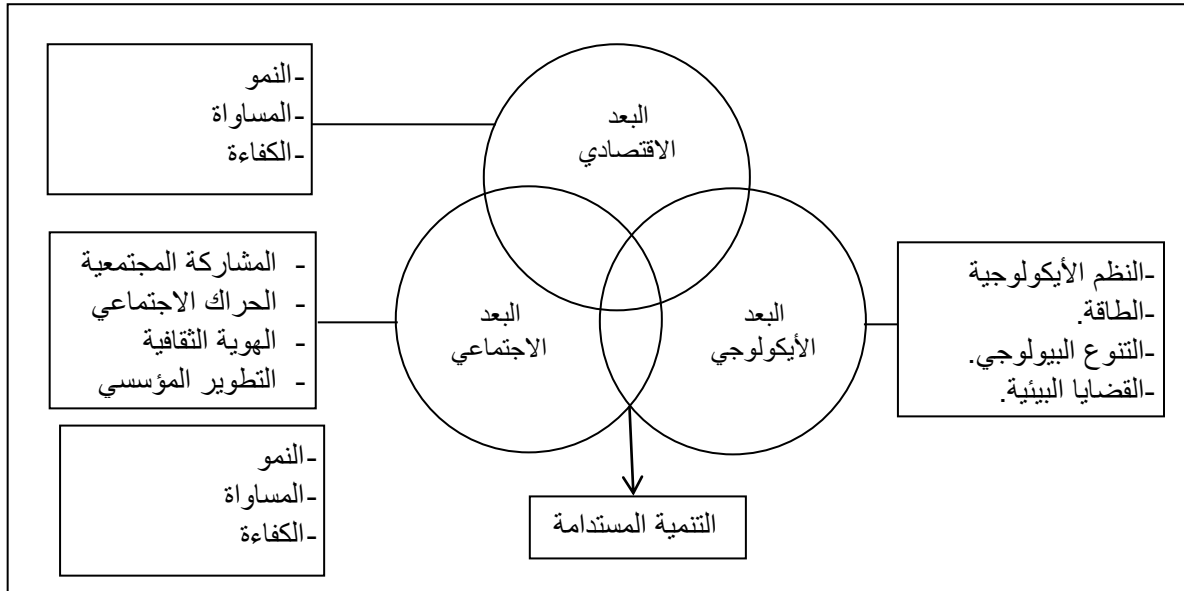 -النمو
-المساواة
-الكفاءة
البعد
الاقتصادي
- المشاركة المجتمعية
- الحراك الاجتماعي
- الهوية الثقافية
- التطوير المؤسسي
البعد
الاجتماعي
البعد
الأيكولوجي
-النظم الأيكولوجية
-الطاقة.
-التنوع البيولوجي.
-القضايا البيئية.
-النمو
-المساواة
-الكفاءة
التنمية المستدامة